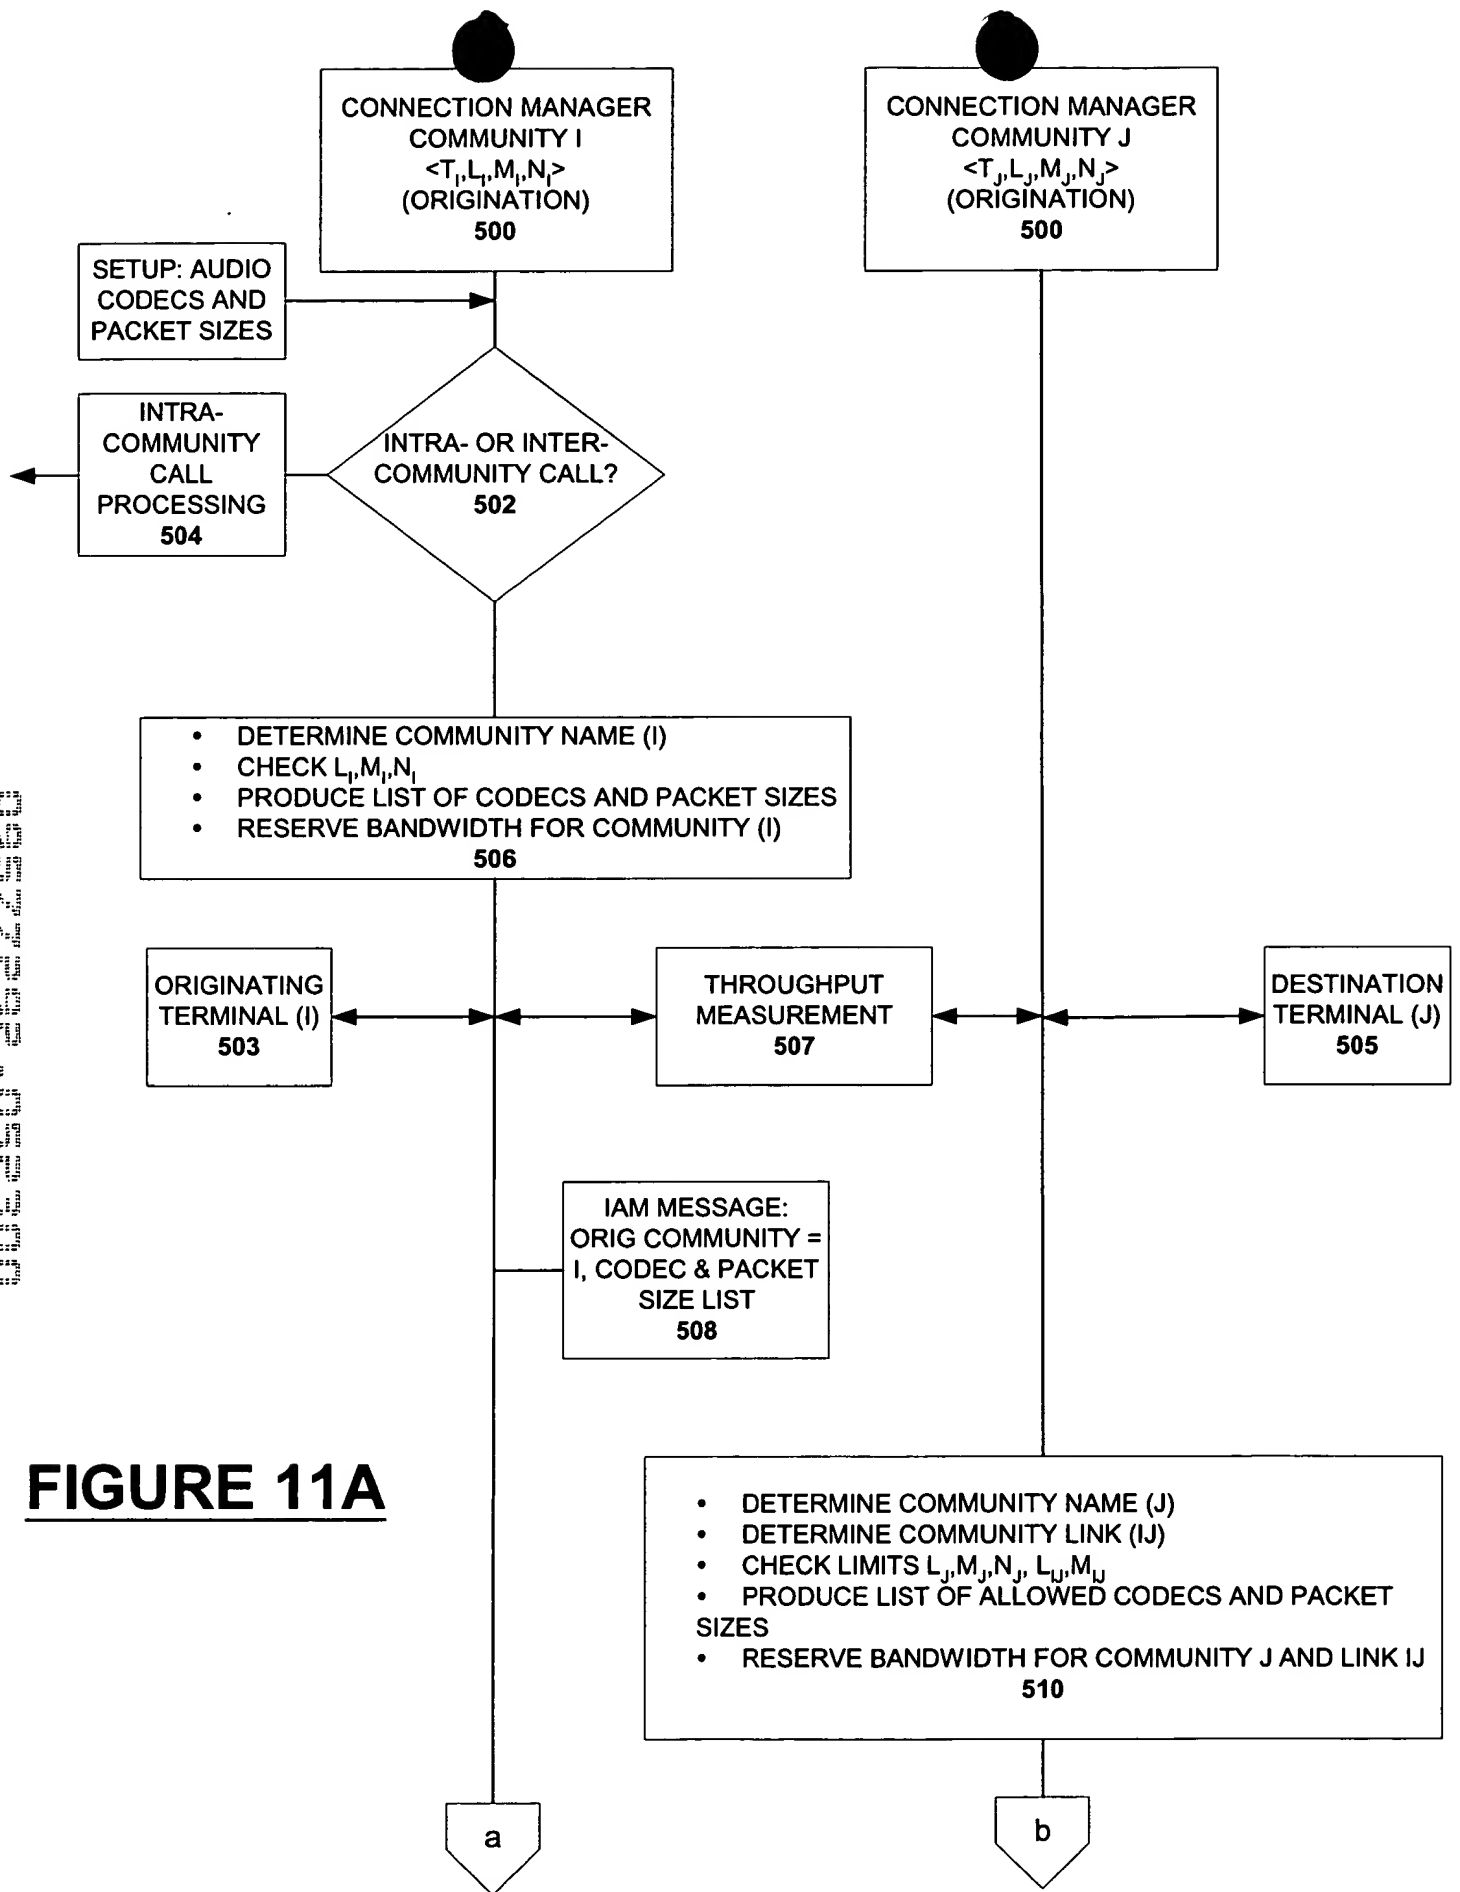 CONNECTION MANAGER
COMMUNITY I
<T_I,L_I,M_I,N_I>
(ORIGINATION)
500
CONNECTION MANAGER
COMMUNITY J
<T_J,L_J,M_J,N_J>
(ORIGINATION)
500
SETUP: AUDIO
CODECS AND
PACKET SIZES
INTRA-
COMMUNITY
CALL
PROCESSING
504
INTRA- OR INTER-
COMMUNITY CALL?
502
• DETERMINE COMMUNITY NAME (I)
• CHECK L_I,M_I,N_I
• PRODUCE LIST OF CODECS AND PACKET SIZES
• RESERVE BANDWIDTH FOR COMMUNITY (I)
506
ORIGINATING
TERMINAL (I)
503
THROUGHPUT
MEASUREMENT
507
DESTINATION
TERMINAL (J)
505
IAM MESSAGE:
ORIG COMMUNITY =
I, CODEC & PACKET
SIZE LIST
508
FIGURE 11A
• DETERMINE COMMUNITY NAME (J)
• DETERMINE COMMUNITY LINK (IJ)
• CHECK LIMITS L_J,M_J,N_J, L_IJ,M_IJ
• PRODUCE LIST OF ALLOWED CODECS AND PACKET
SIZES
• RESERVE BANDWIDTH FOR COMMUNITY J AND LINK IJ
510
a
b